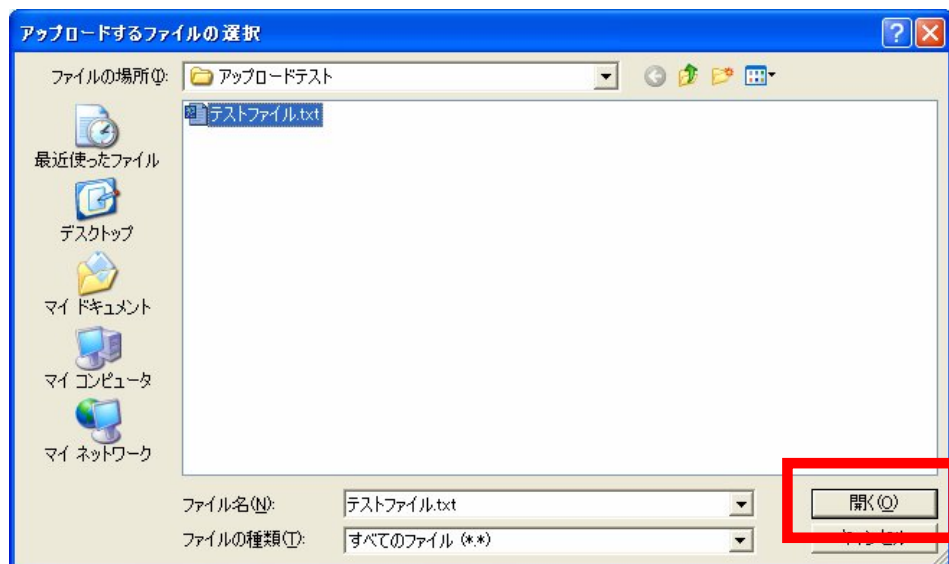 アップロードするファイルの選択
ファイルの場所(I):
アップロードテスト
テストファイル.txt
最近使ったファイル
デスクトップ
マイ ドキュメント
マイ コンピュータ
マイ ネットワーク
ファイル名(N):
テストファイル.txt
開く(O)
ファイルの種類(T):
すべてのファイル (*.*)